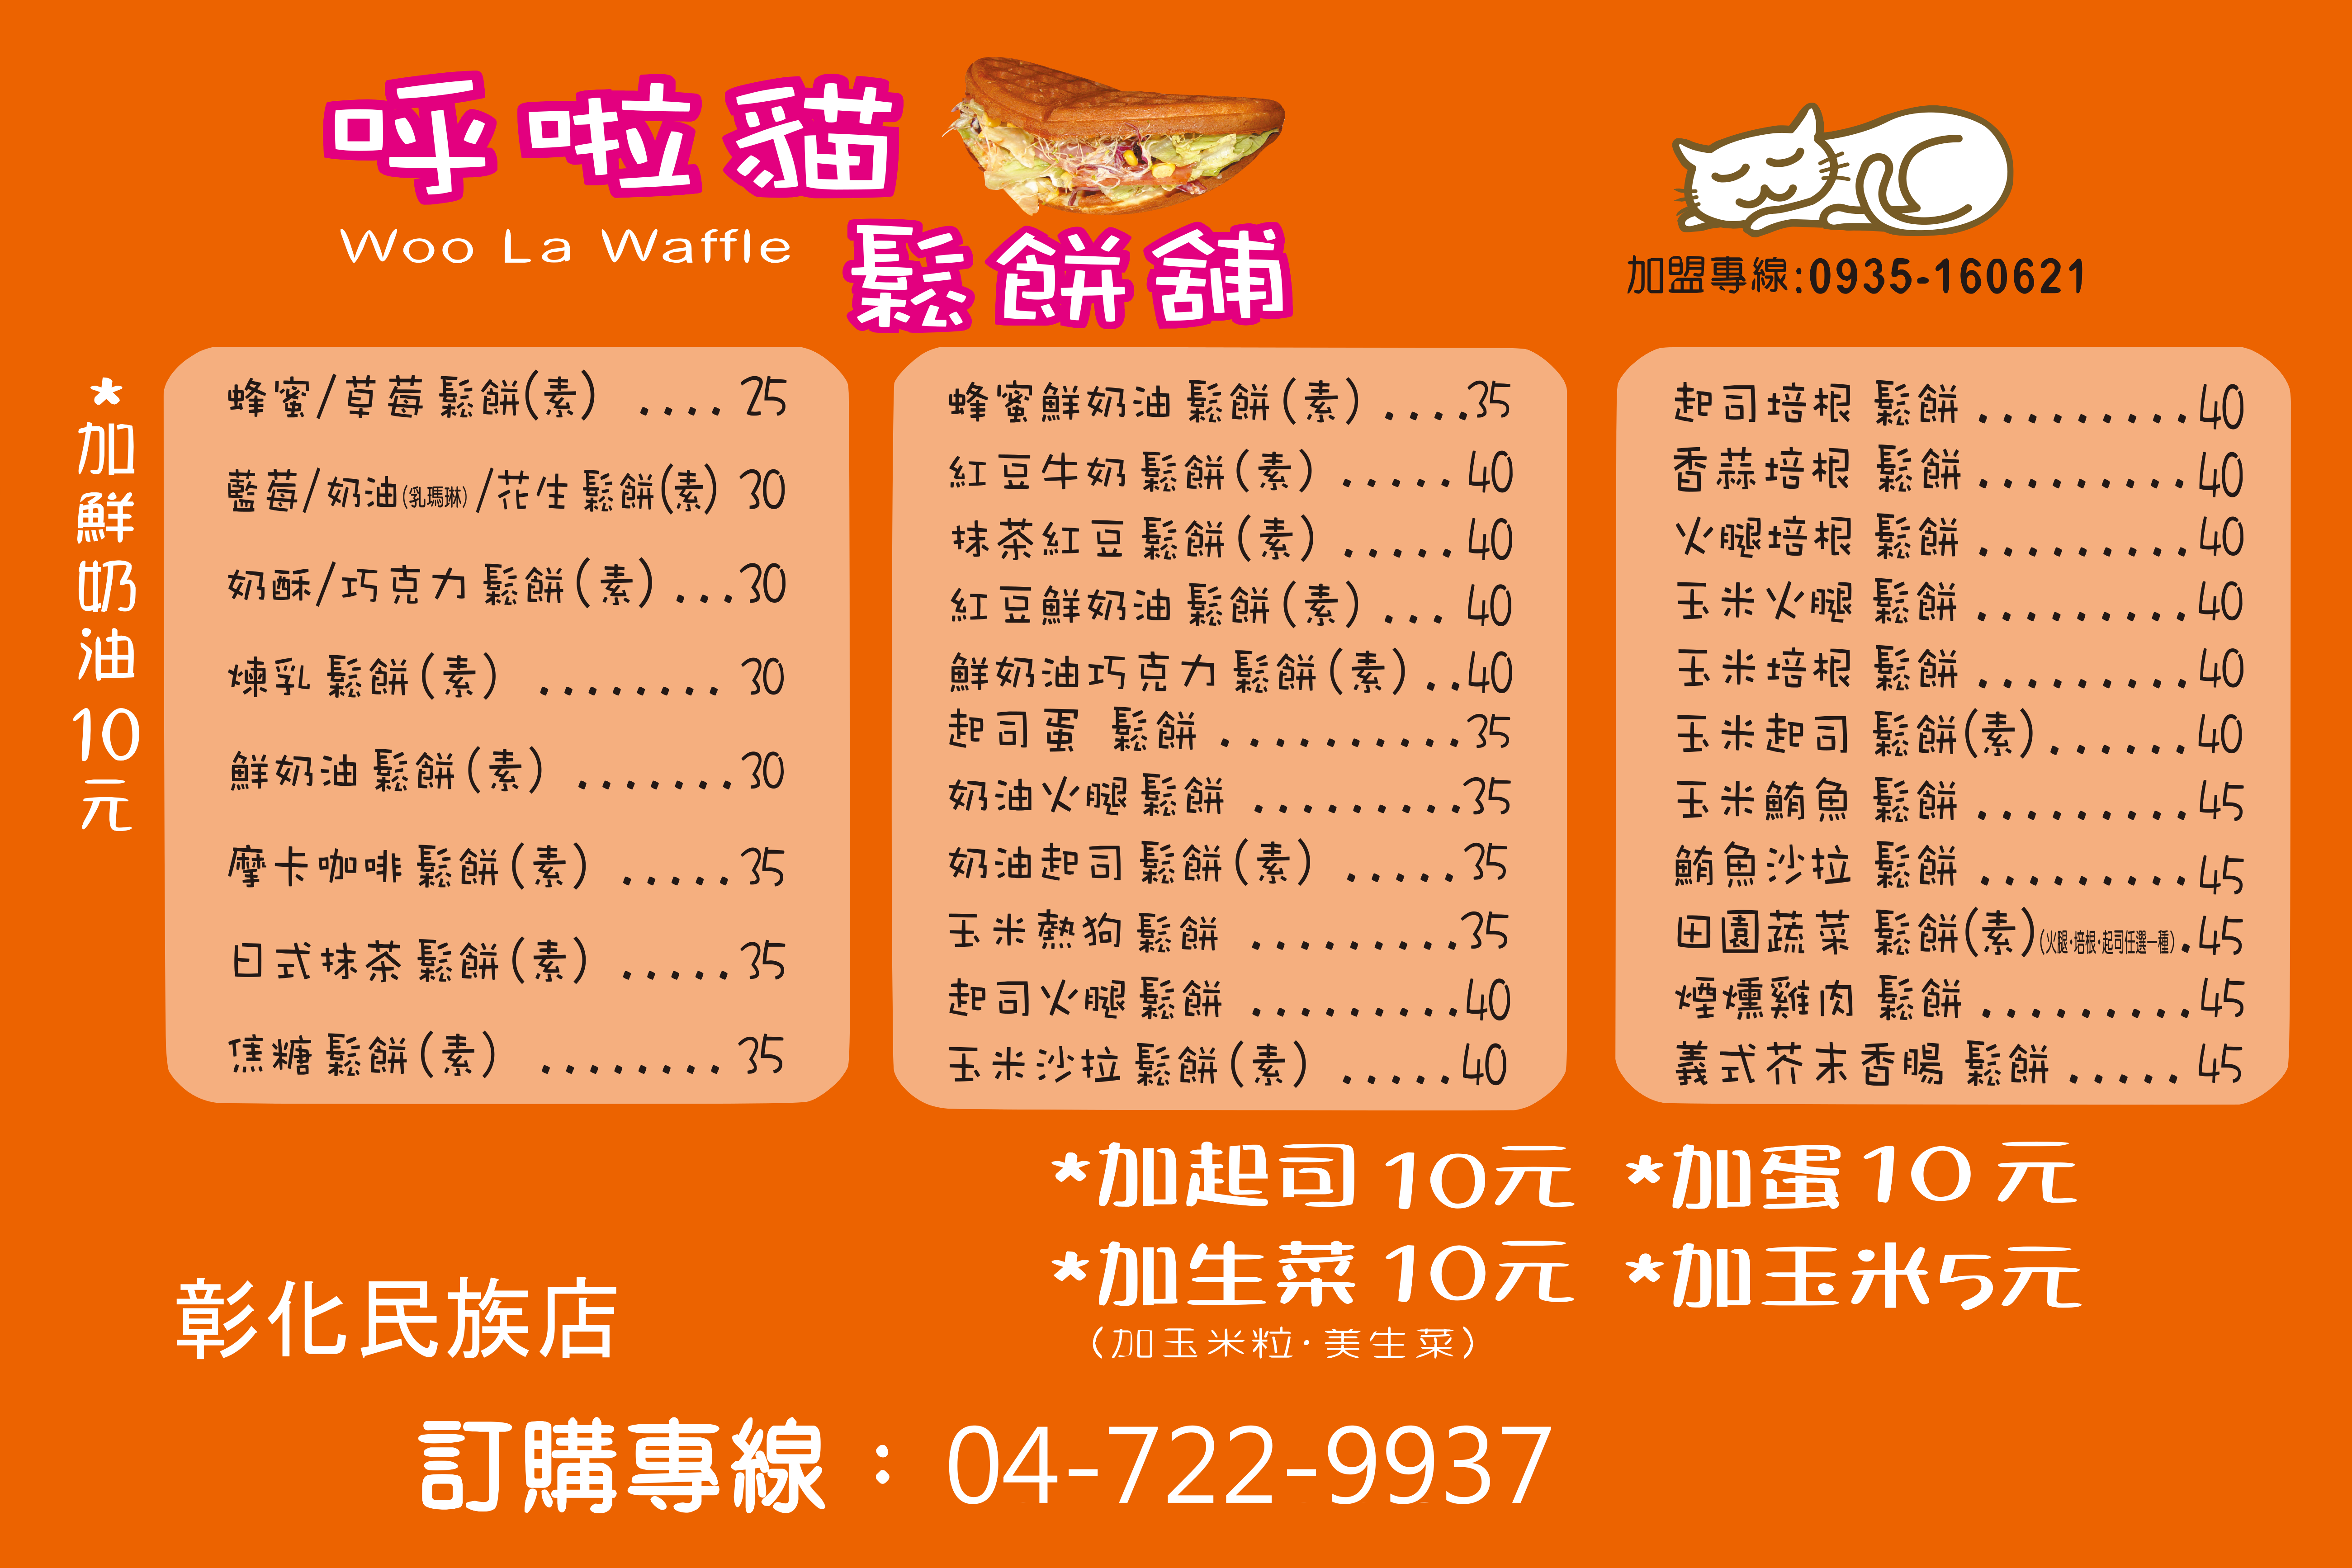 呼啦貓
Woo La Waffle
鬆餅舖
加盟專線:0935-160621
*加鮮奶油10元
蜂蜜/草莓 鬆餅(素) .... 25
藍莓/奶油(乳瑪琳)/花生 鬆餅(素) 30
奶酥/巧克力 鬆餅(素) ...30
煉乳 鬆餅(素) ........ 30
鮮奶油 鬆餅(素) .......30
摩卡咖啡 鬆餅(素) ..... 35
日式抹茶 鬆餅(素) ..... 35
焦糖 鬆餅(素) ........ 35
蜂蜜鮮奶油 鬆餅(素) ....35
紅豆牛奶 鬆餅(素) ..... 40
抹茶紅豆 鬆餅(素) ..... 40
紅豆鮮奶油 鬆餅(素) ... 40
鮮奶油巧克力 鬆餅(素) ..40
起司蛋 鬆餅 ..........35
奶油火腿 鬆餅 .........35
奶油起司 鬆餅(素) .....35
玉米熱狗 鬆餅 .........35
起司火腿 鬆餅 .........40
玉米沙拉 鬆餅(素) .....40
起司培根 鬆餅 .........40
香蒜培根 鬆餅 .........40
火腿培根 鬆餅 .........40
玉米火腿 鬆餅 .........40
玉米培根 鬆餅 .........40
玉米起司 鬆餅(素) ......40
玉米鮪魚 鬆餅 .........45
鮪魚沙拉 鬆餅 .........45
田園蔬菜 鬆餅(素)(火腿·培根·起司任選一種).45
煙燻雞肉 鬆餅 .........45
義式芥末香腸 鬆餅 ..... 45
*加起司 10元 *加蛋10 元
*加生菜 10元 *加玉米5元
(加玉米粒·美生菜)
彰化民族店
訂購專線：04-722-9937